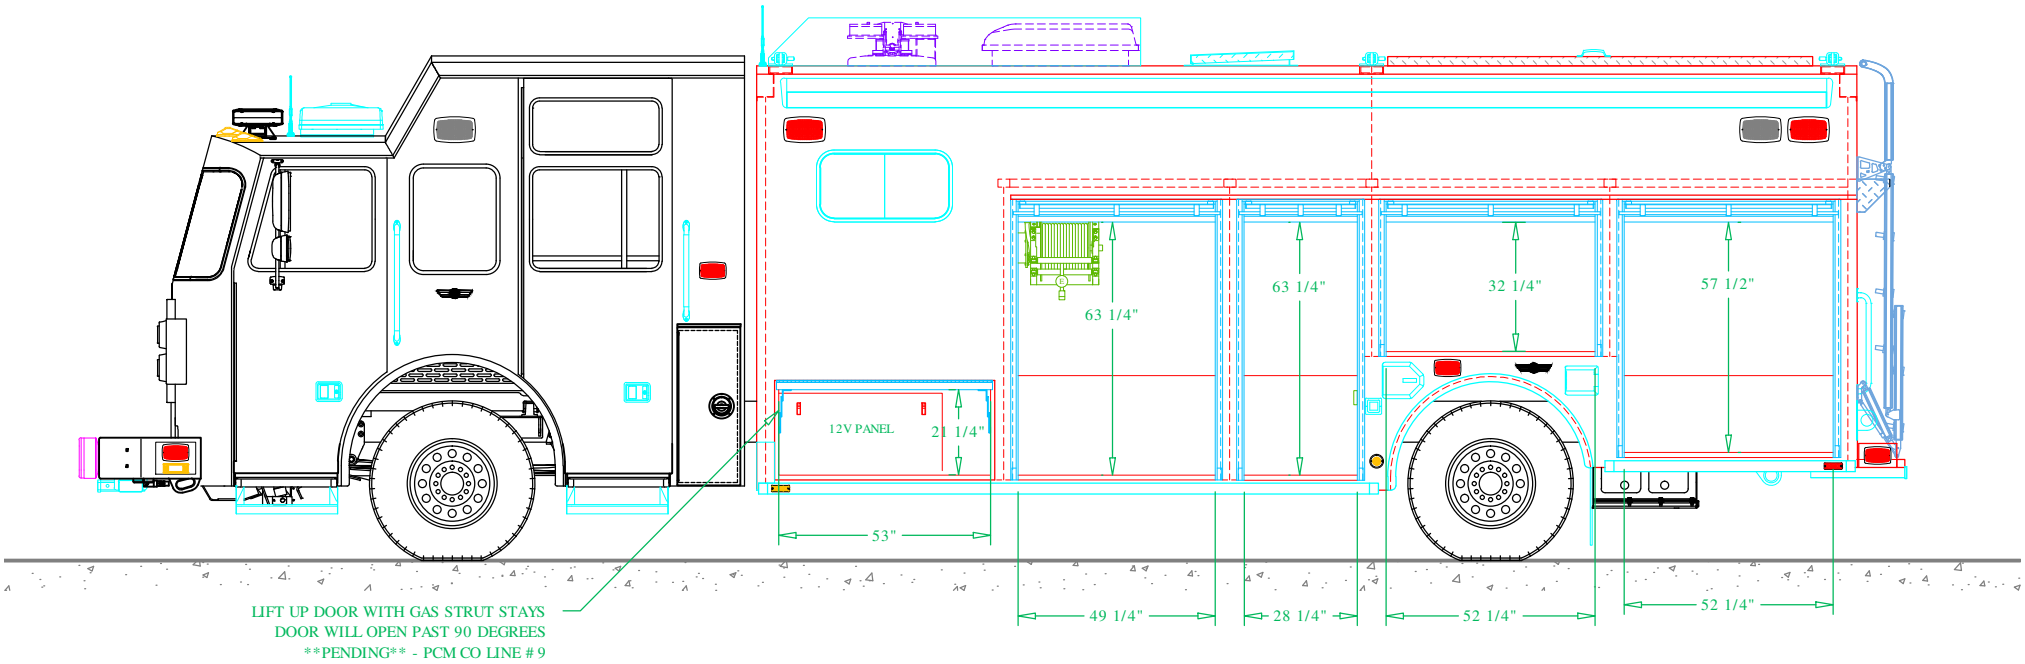 63 1/4"
63 1/4"
32 1/4"
57 1/2"
E
12V PANEL
21 1/4"
53"
49 1/4"
28 1/4"
52 1/4"
52 1/4"
LIFT UP DOOR WITH GAS STRUT STAYS
DOOR WILL OPEN PAST 90 DEGREES
**PENDING** - PCM CO LINE # 9